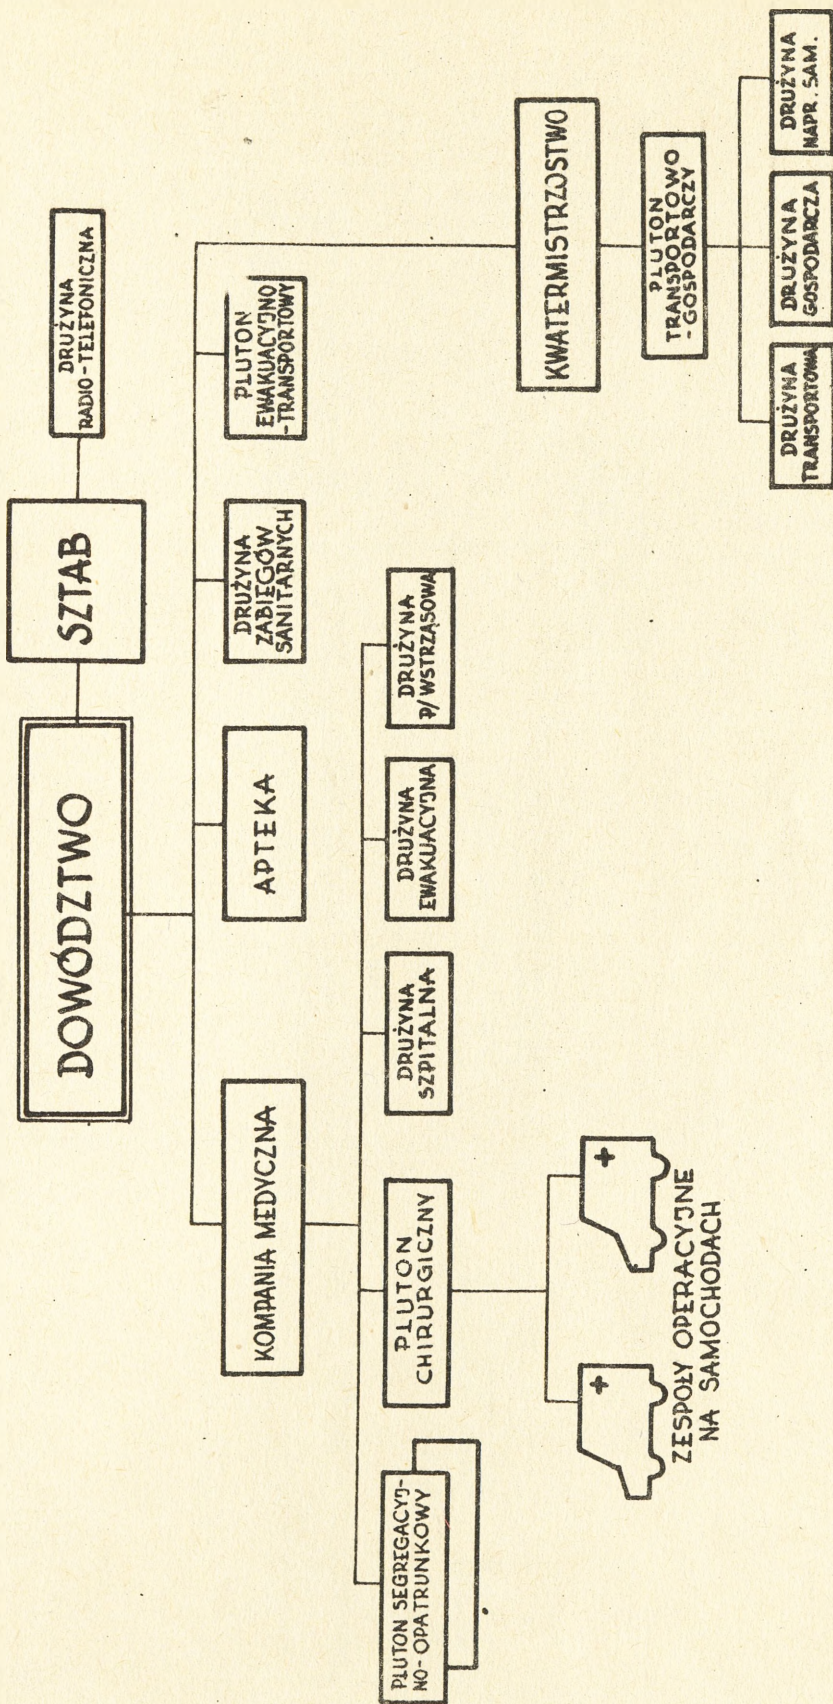 DOWÓDZTWO
SZTAB
DRUŻYNA
RADIO-TELEFONICZNA
KOMPANIA MEDYCZNA
APTEKA
DRUŻYNA
ZABIEGÓW
SANITARNYCH
PLUTON
EWAKUACYJNO
-TRANSPORTOWY
PLUTON SEGREGACYJ-
NO-OPATRUNKOWY
PLUTON
CHIRURGICZNY
DRUŻYNA
SZPITALNA
DRUŻYNA
EWAKUACYJNA
DRUŻYNA
P/WSTRZĄSOWA
ZESPOŁY OPERACYJNE
NA SAMOCHODACH
KWATERMISTRZOSTWO
PLUTON
TRANSPORTOWO
-GOSPODARCZY
DRUŻYNA
TRANSPORTOWA
DRUŻYNA
GOSPODARCZA
DRUŻYNA
NAPR. SAM.